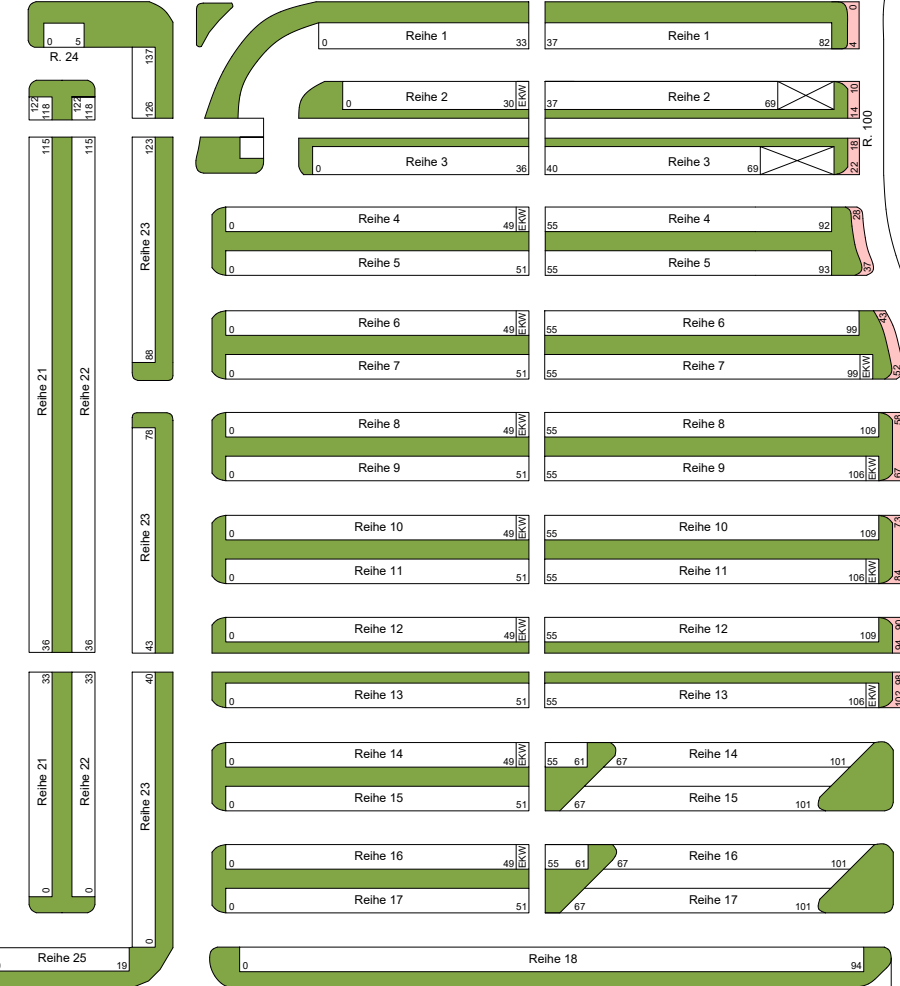 0 5
R. 24
137
126
0 Reihe 1 33
37 Reihe 1 82
0
4
122
118
122
118
0 Reihe 2 30 EKW
37 Reihe 2 69
10
14
R. 100
115
115
123
0 Reihe 3 36
40 Reihe 3 69
18
22
Reihe 23
88
0 Reihe 4 49 EKW
55 Reihe 4 92
28
0 Reihe 5 51
55 Reihe 5 93
37
0 Reihe 6 49 EKW
55 Reihe 6 99
43
0 Reihe 7 51
55 Reihe 7 99 EKW
52
Reihe 21
Reihe 22
78
Reihe 23
43
0 Reihe 8 49 EKW
55 Reihe 8 109
58
0 Reihe 9 51
55 Reihe 9 106 EKW
67
0 Reihe 10 49 EKW
55 Reihe 10 109
73
0 Reihe 11 51
55 Reihe 11 106 EKW
84
36
36
0 Reihe 12 49 EKW
55 Reihe 12 109
90
94
33
33
40
0 Reihe 13 51
55 Reihe 13 106 EKW
98
102
Reihe 21
Reihe 22
Reihe 23
0 Reihe 14 49 EKW
55 61 67 Reihe 14 101
0 Reihe 15 51
67 Reihe 15 101
0
0
0
0 Reihe 16 49 EKW
55 61 67 Reihe 16 101
0 Reihe 17 51
67 Reihe 17 101
Reihe 25 19
0 Reihe 18 94